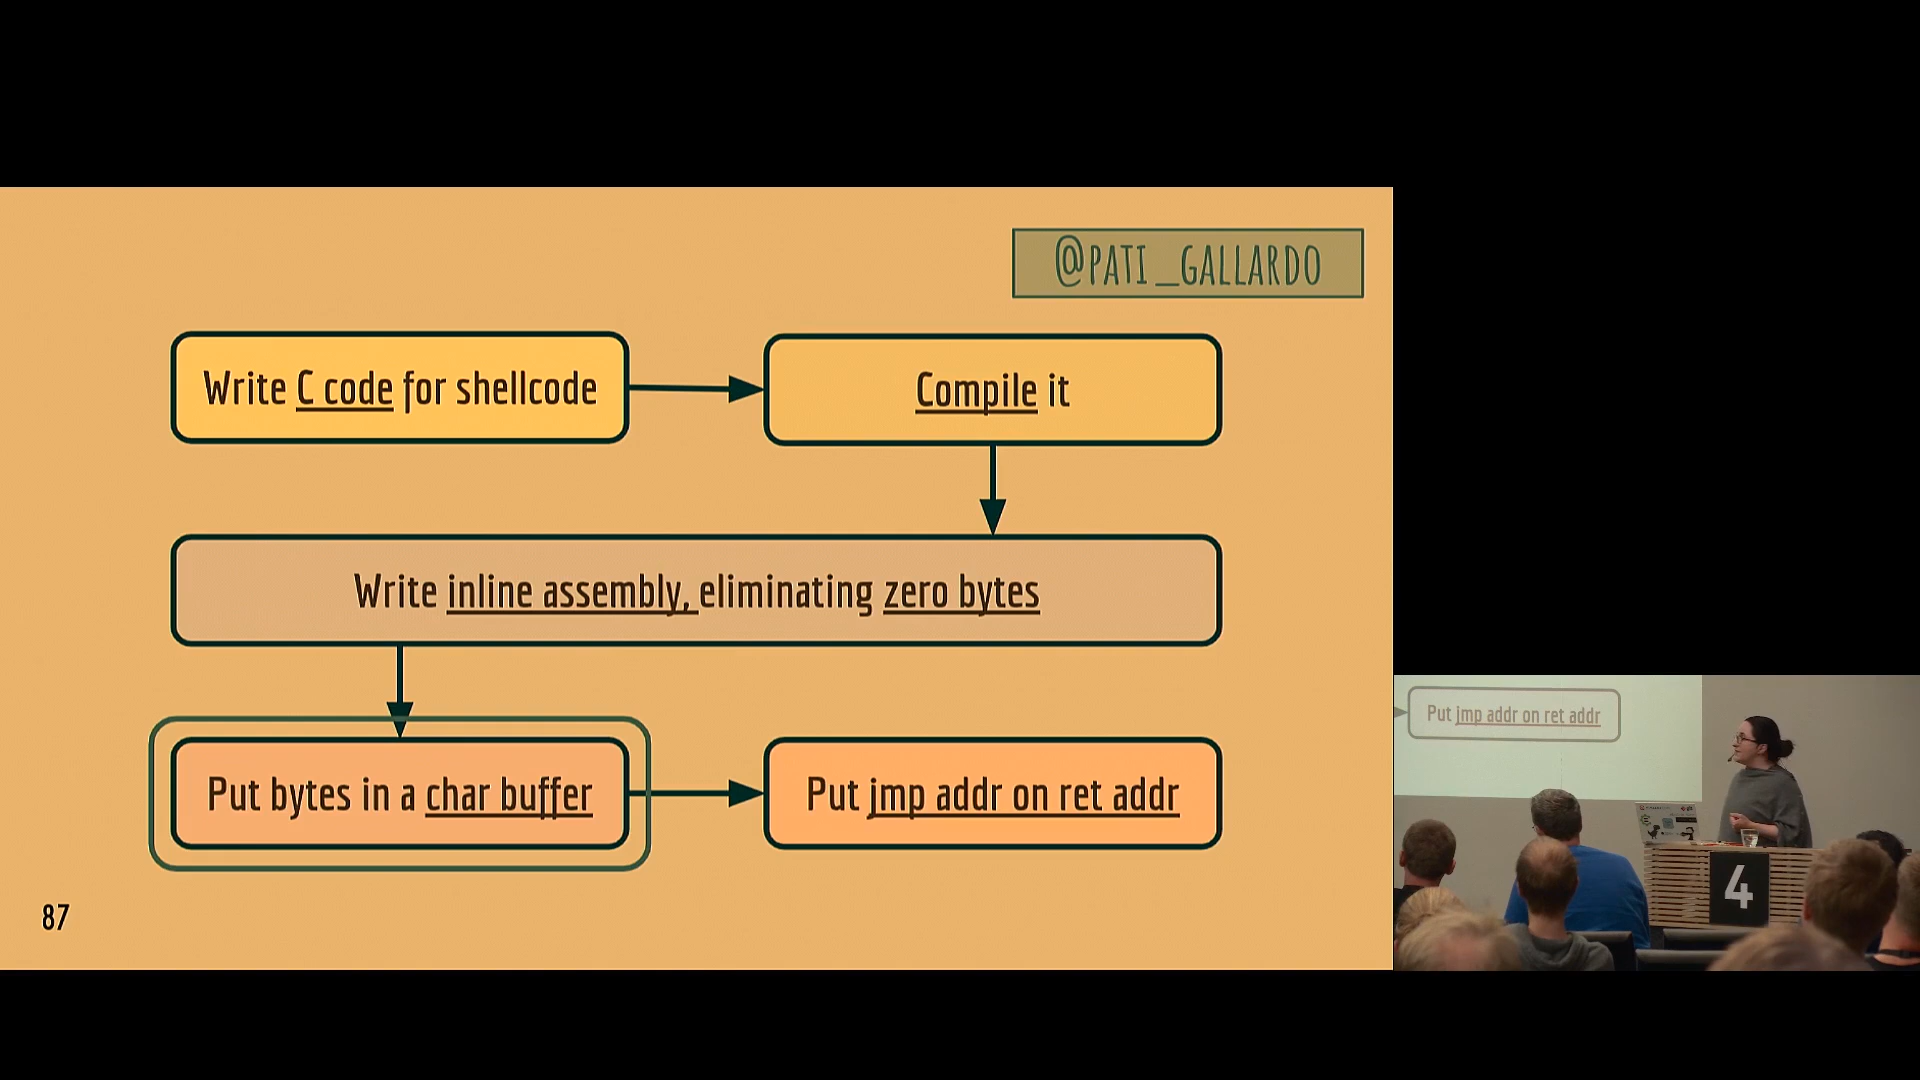 @PATI_GALLARDO
Write C code for shellcode
Compile it
Write inline assembly, eliminating zero bytes
Put bytes in a char buffer
Put jmp addr on ret addr
87
Put jmp addr on ret addr
4